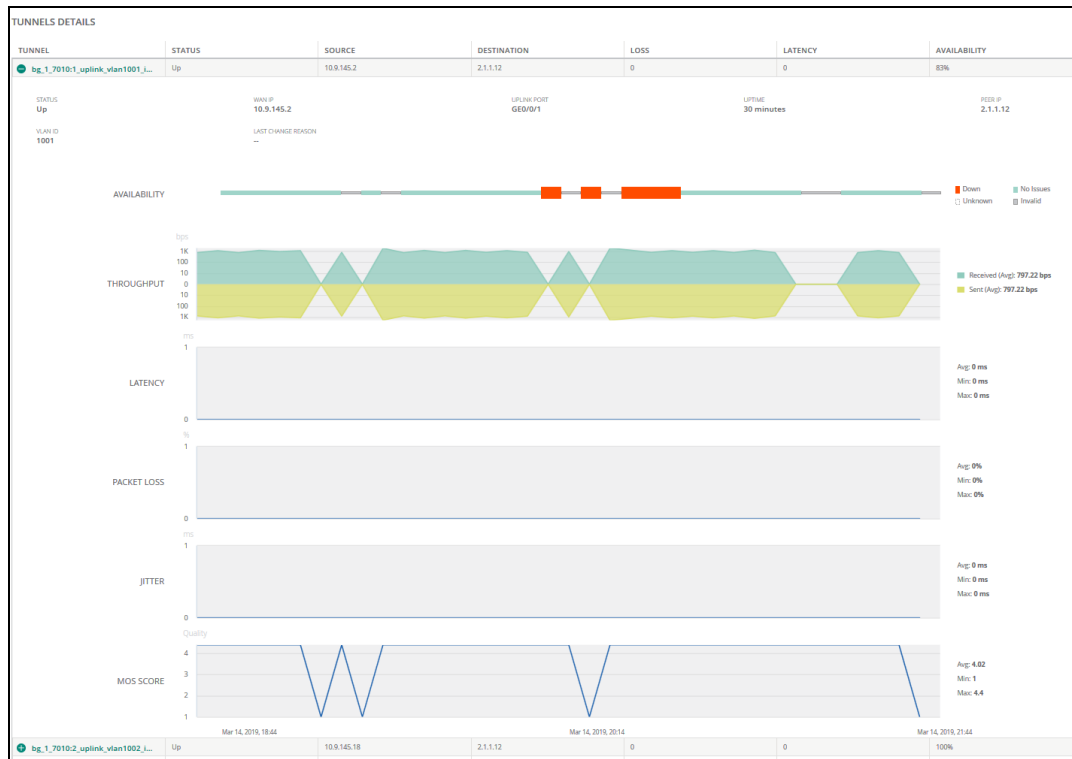 TUNNELS DETAILS
TUNNEL STATUS SOURCE DESTINATION LOSS LATENCY AVAILABILITY
bg_1_7010:1_uplink_vlan1001_i... Up 10.9.145.2 2.1.1.12 0 0 83%
STATUS WAN IP UPLINK PORT UPTIME PEER IP
Up 10.9.145.2 GE0/0/1 30 minutes 2.1.1.12
VLAN ID LAST CHANGE REASON
1001 --
AVAILABILITY
Down No Issues
Unknown Invalid
bps
1K
100
10
THROUGHPUT 0
10
100
1K
Received (Avg): 797.22 bps
Sent (Avg): 797.22 bps
ms
1
LATENCY
0
Avg: 0 ms
Min: 0 ms
Max: 0 ms
%
1
PACKET LOSS
0
Avg: 0%
Min: 0%
Max: 0%
ms
1
JITTER
0
Avg: 0 ms
Min: 0 ms
Max: 0 ms
Quality
4
3
MOS SCORE
2
1
Avg: 4.02
Min: 1
Max: 4.4
Mar 14, 2019, 18:44 Mar 14, 2019, 20:14 Mar 14, 2019, 21:44
bg_1_7010:2_uplink_vlan1002_i... Up 10.9.145.18 2.1.1.12 0 0 100%